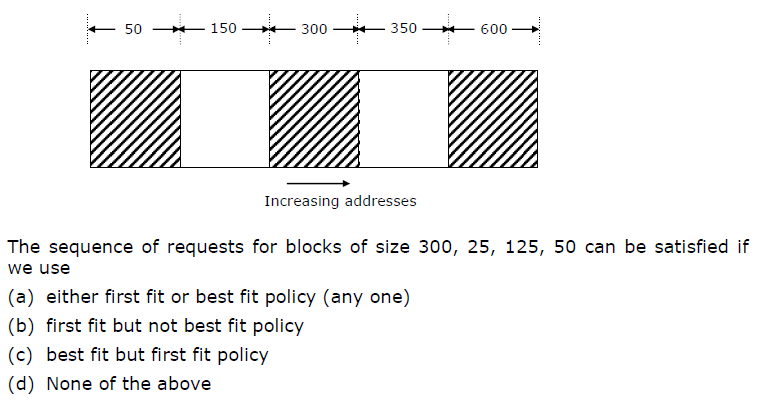 50 150 300 350 600
Increasing addresses
The sequence of requests for blocks of size 300, 25, 125, 50 can be satisfied if
we use
(a) either first fit or best fit policy (any one)
(b) first fit but not best fit policy
(c) best fit but first fit policy
(d) None of the above